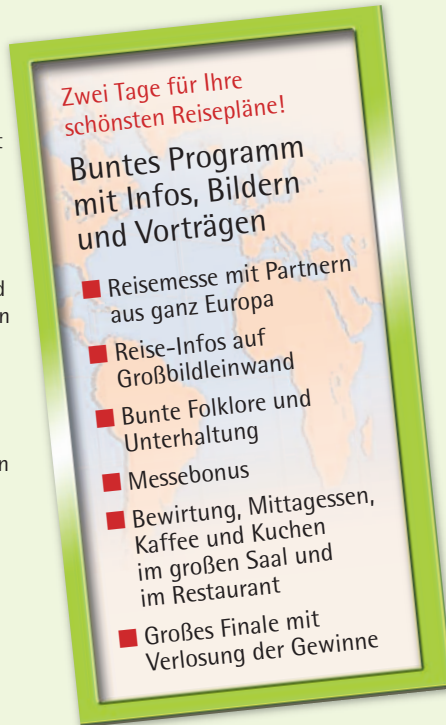 Zwei Tage für Ihre
schönsten Reisepläne!
Buntes Programm
mit Infos, Bildern
und Vorträgen
Reisemesse mit Partnern
aus ganz Europa
Reise-Infos auf
Großbildleinwand
Bunte Folklore und
Unterhaltung
Messebonus
Bewirtung, Mittagessen,
Kaffee und Kuchen
im großen Saal und
im Restaurant
Großes Finale mit
Verlosung der Gewinne